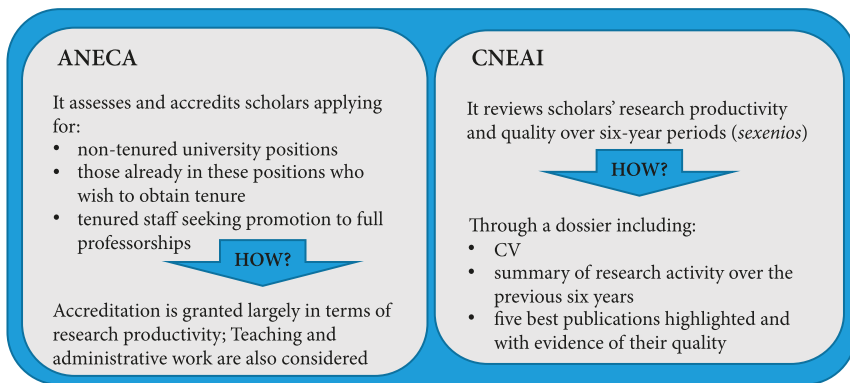 ANECA
It assesses and accredits scholars applying
for:
• non-tenured university positions
• those already in these positions who
wish to obtain tenure
• tenured staff seeking promotion to full
professorships
HOW?
Accreditation is granted largely in terms of
research productivity; Teaching and
administrative work are also considered
CNEAI
It reviews scholars’ research productivity
and quality over six-year periods (sexenios)
HOW?
Through a dossier including:
• CV
• summary of research activity over the
previous six years
• five best publications highlighted and
with evidence of their quality